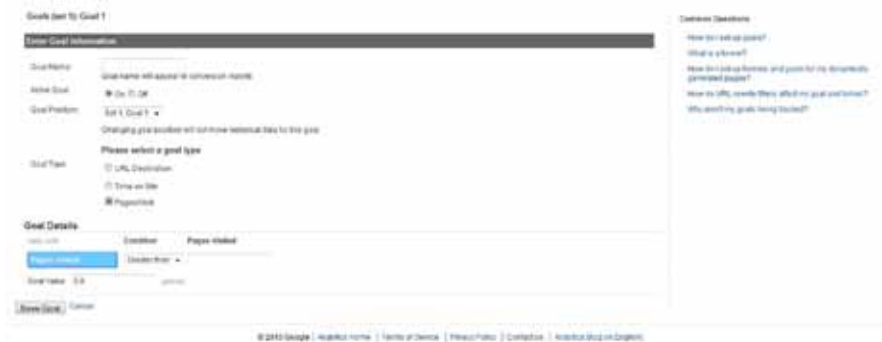 Goals (set 1): Goal 1
Enter Goal Information
Goal Name:
Goal name will appear in conversion reports.
Active Goal:
On Off
Goal Position:
Set 1, Goal 1
Changing goal position will not move historical data to this goal
Please select a goal type
Goal Type:
URL Destination
Time on Site
Pages/Visit
Goal Details
Condition Pages Visited
Pages Visited Greater than
Goal Value 0.0 optional
Save Goal Cancel
Common Questions
How do I set up goals?
What is a funnel?
How do I set up funnels and goals for my dynamically
generated pages?
How do URL rewrite filters affect my goal and funnel?
Why aren't my goals being tracked?
© 2010 Google | Analytics Home | Terms of Service | Privacy Policy | Contact us | Analytics Blog (in English)